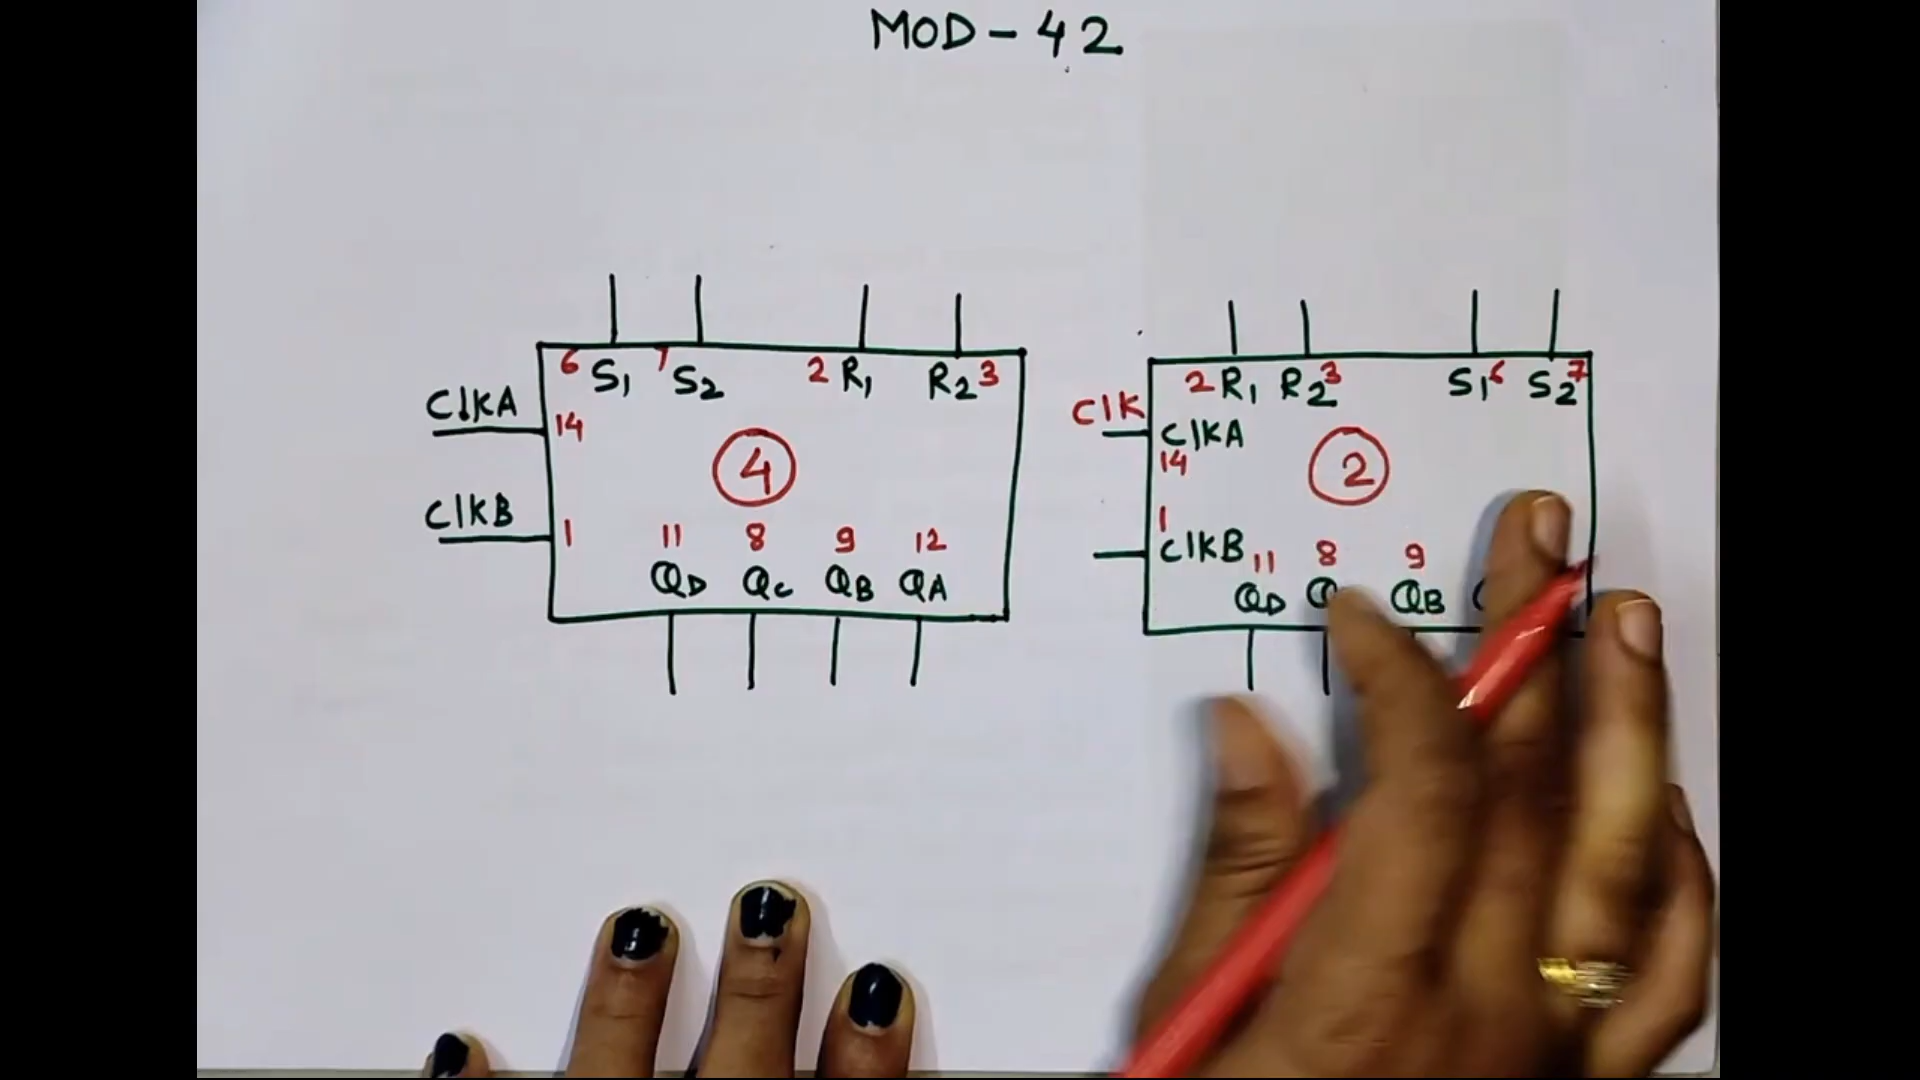 MOD - 42
6 S1 7 S2 2 R1 R2 3
2 R1 R2 3 S1 6 S2 7
ClKA
14
ClK
ClKA
14
4
2
ClKB
1
1
ClKB
11 8 9 12
QD QC QB QA
11 8 9
QD QB